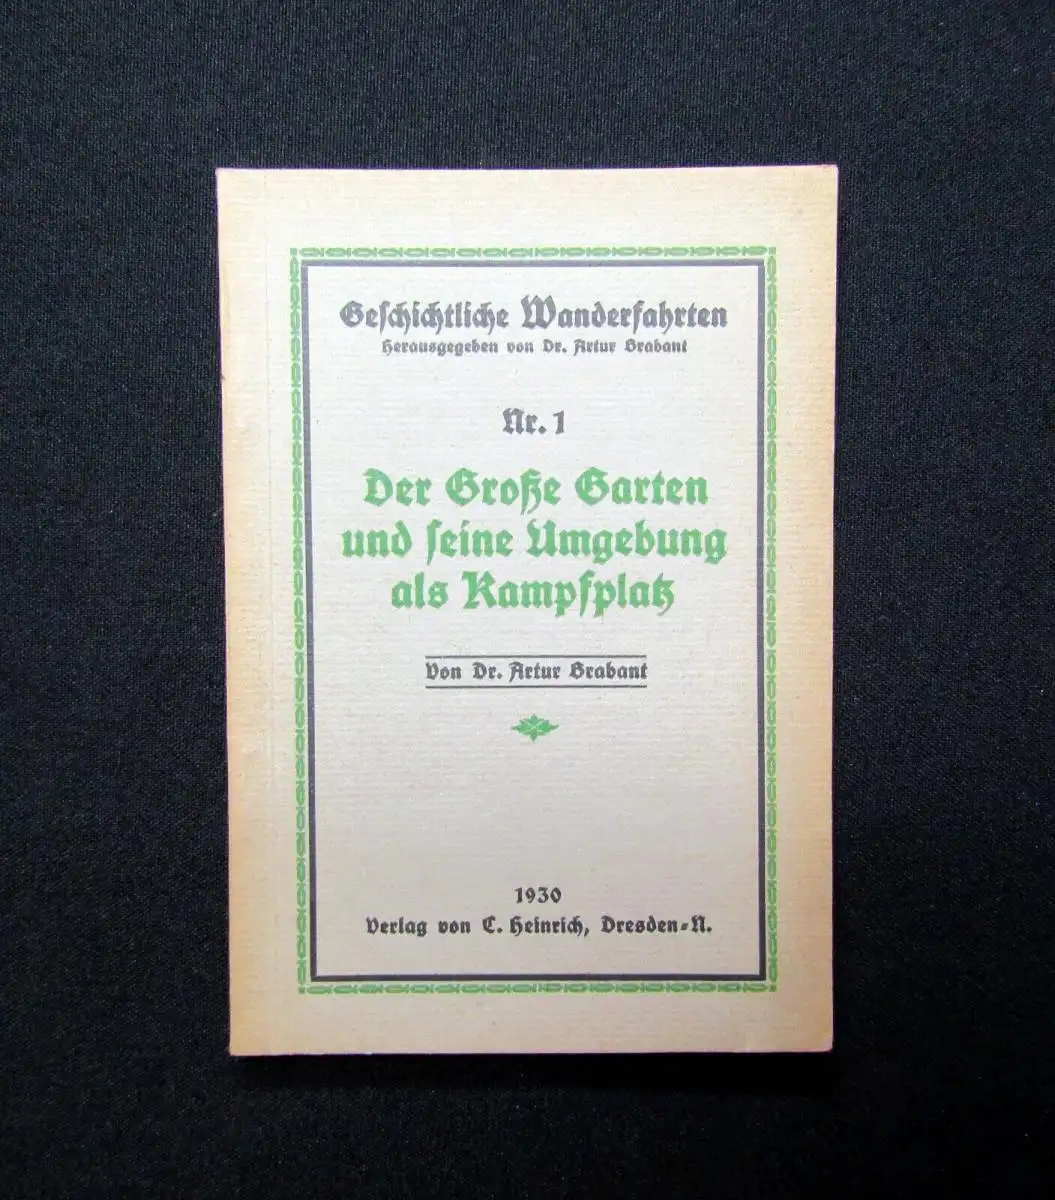 Geschichtliche Wanderfahrten
Herausgegeben von Dr. Artur Brabant
Nr. 1
Der Große Garten
und seine Umgebung
als Kampfplatz
Von Dr. Artur Brabant
1930
Verlag von C. Heinrich, Dresden-N.